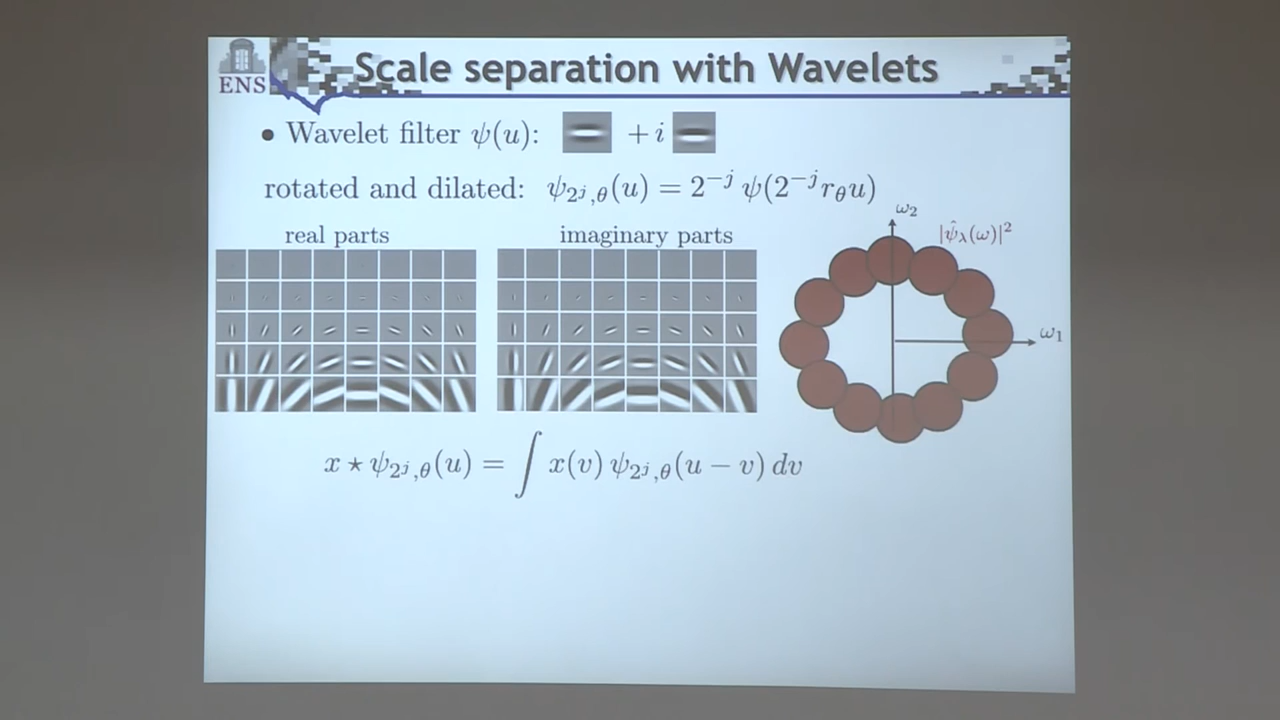 Scale separation with Wavelets
ENS
• Wavelet filter ψ(u): + i
rotated and dilated: ψ_{2^j,θ}(u) = 2^{-j} ψ(2^{-j} r_θ u)
real parts
imaginary parts
ω₂
|ψ̂_λ(ω)|²
ω₁
x ⋆ ψ_{2^j,θ}(u) = ∫ x(v) ψ_{2^j,θ}(u − v) dv